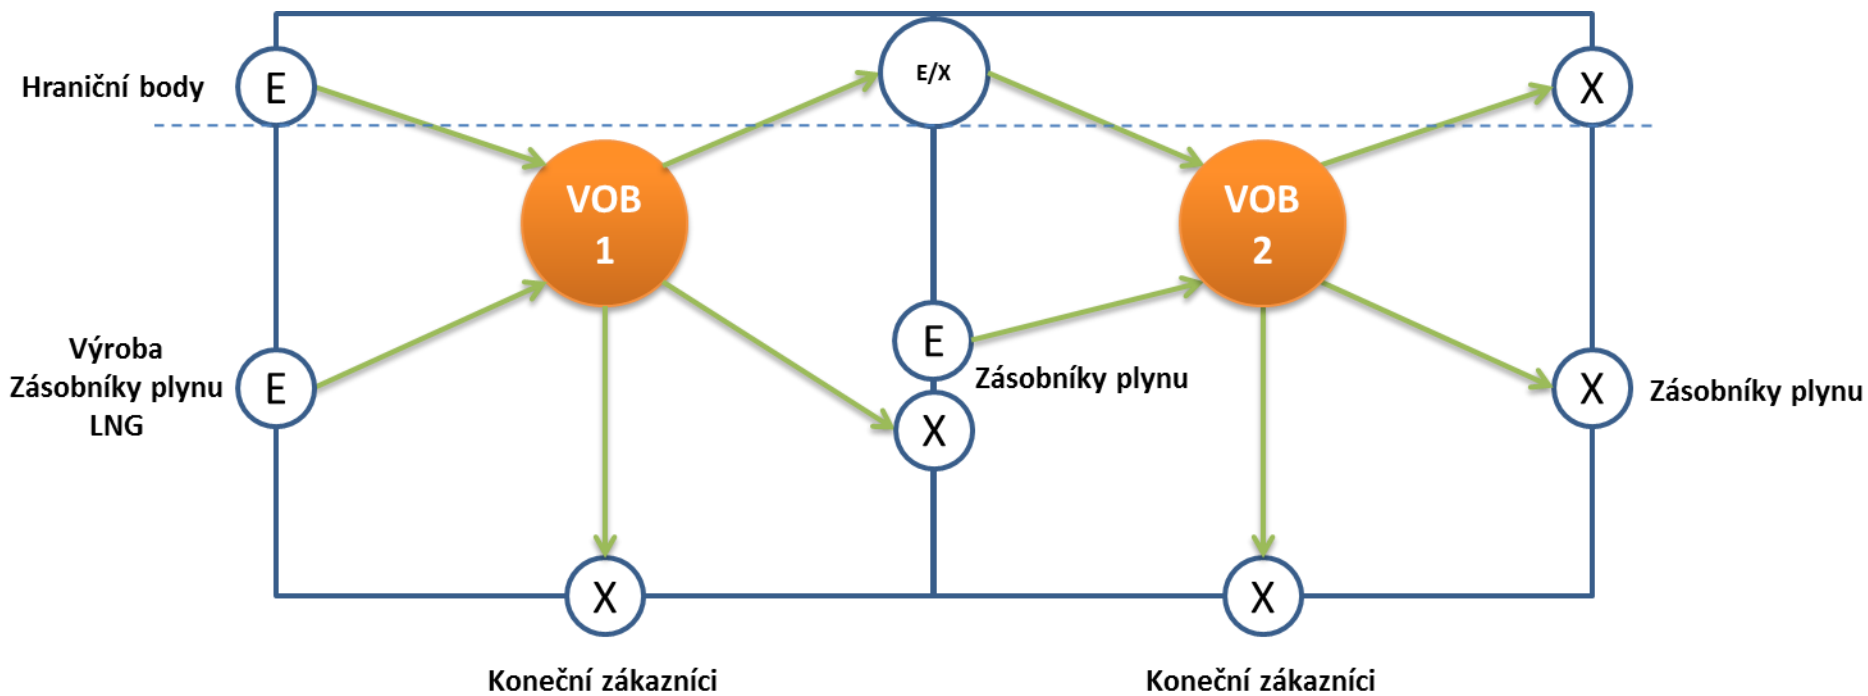 Hraniční body
E
E/X
X
VOB
1
VOB
2
Výroba
Zásobníky plynu
LNG
E
E
Zásobníky plynu
X
X
Zásobníky plynu
X
X
Koneční zákazníci
Koneční zákazníci